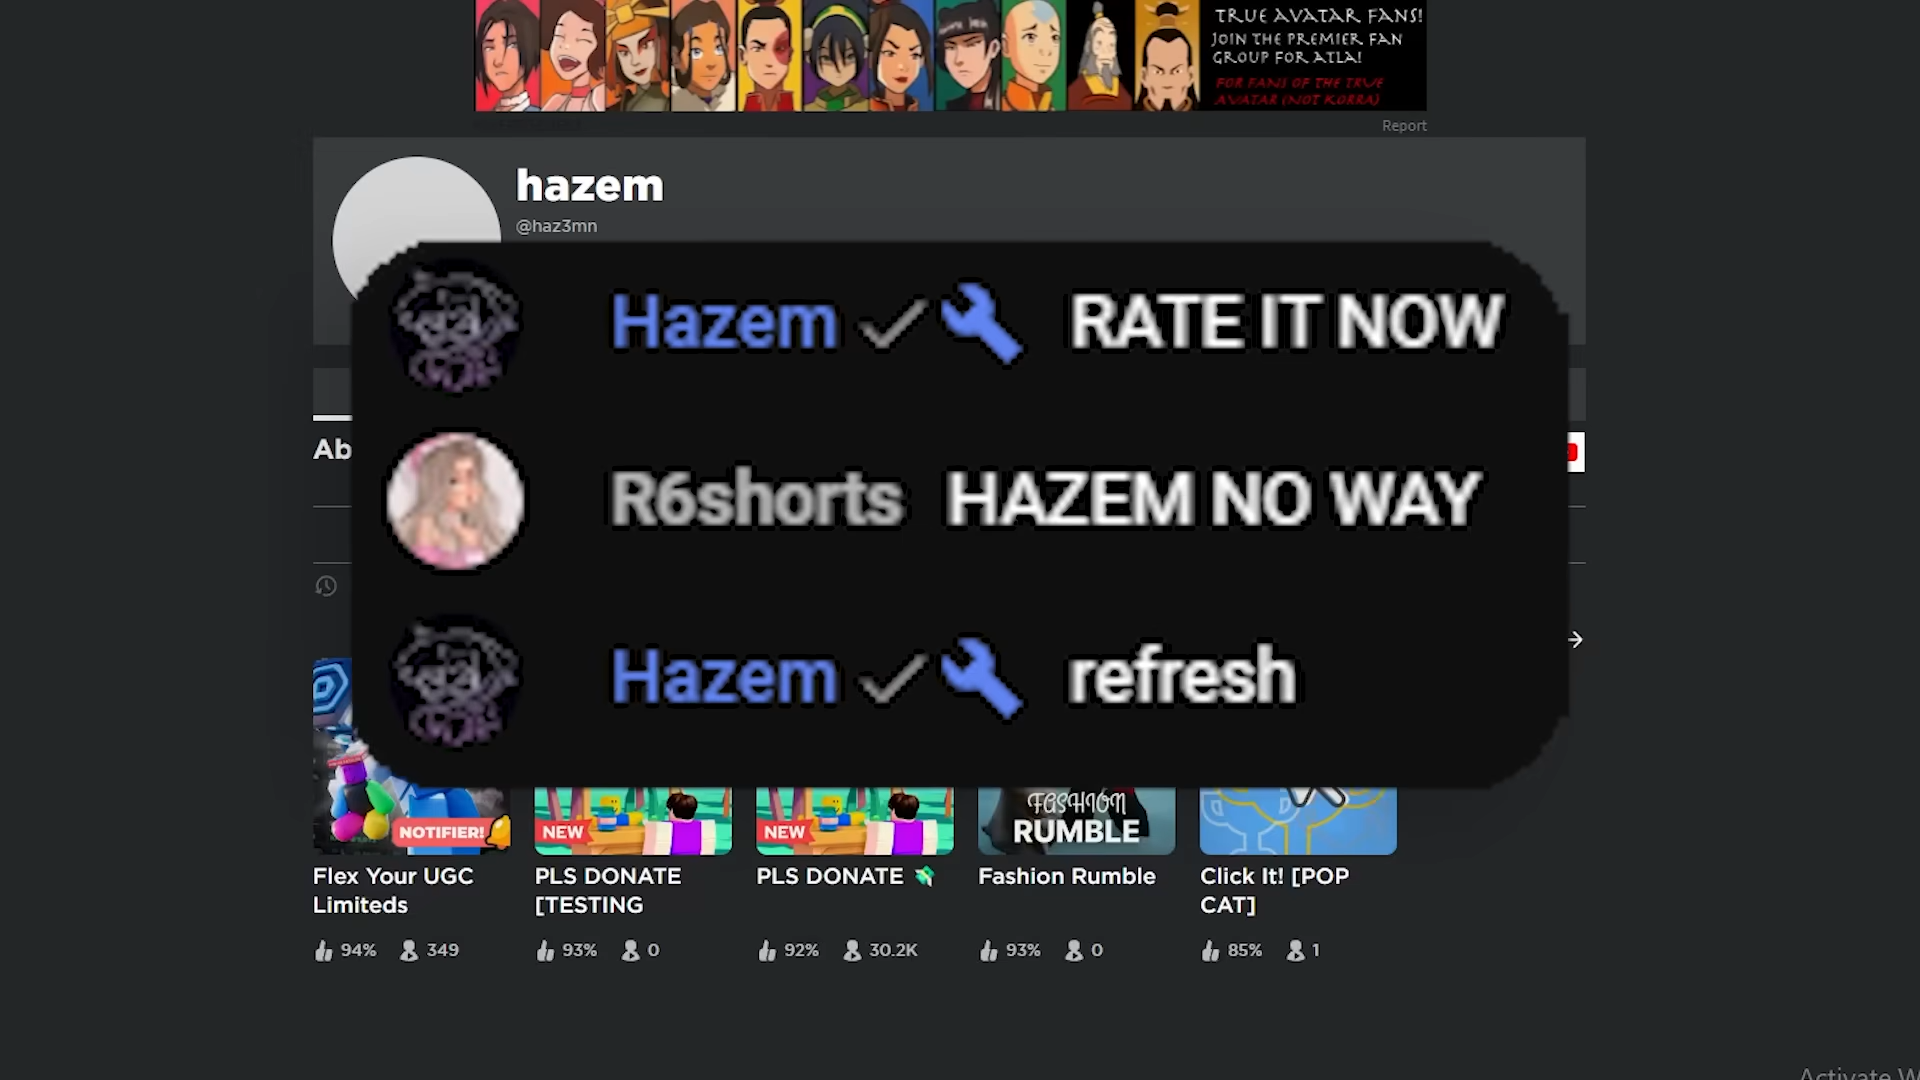 TRUE AVATAR FANS!
JOIN THE PREMIER FAN
GROUP FOR ATLA!
FOR FANS OF THE TRUE
AVATAR (NOT KORRA)
Report
hazem
@haz3mn
Hazem RATE IT NOW
R6shorts HAZEM NO WAY
Hazem refresh
Ab
NOTIFIER!
NEW
NEW
FASHION
RUMBLE
Flex Your UGC
Limiteds
PLS DONATE
[TESTING
PLS DONATE 💸
Fashion Rumble
Click It! [POP
CAT]
94% 349
93% 0
92% 30.2K
93% 0
85% 1
Activate W